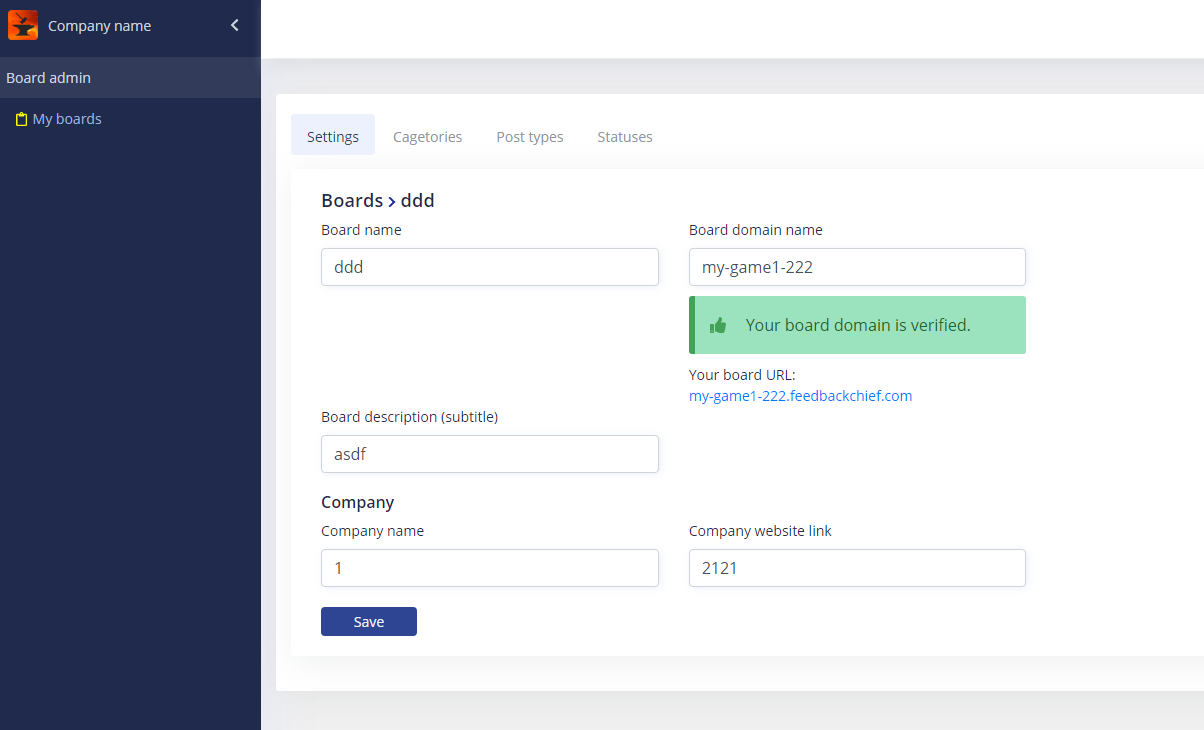 Company name
Board admin
My boards
Settings
Cagetories
Post types
Statuses
Boards > ddd
Board name
Board domain name
ddd
my-game1-222
Your board domain is verified.
Your board URL:
my-game1-222.feedbackchief.com
Board description (subtitle)
asdf
Company
Company name
Company website link
1
2121
Save